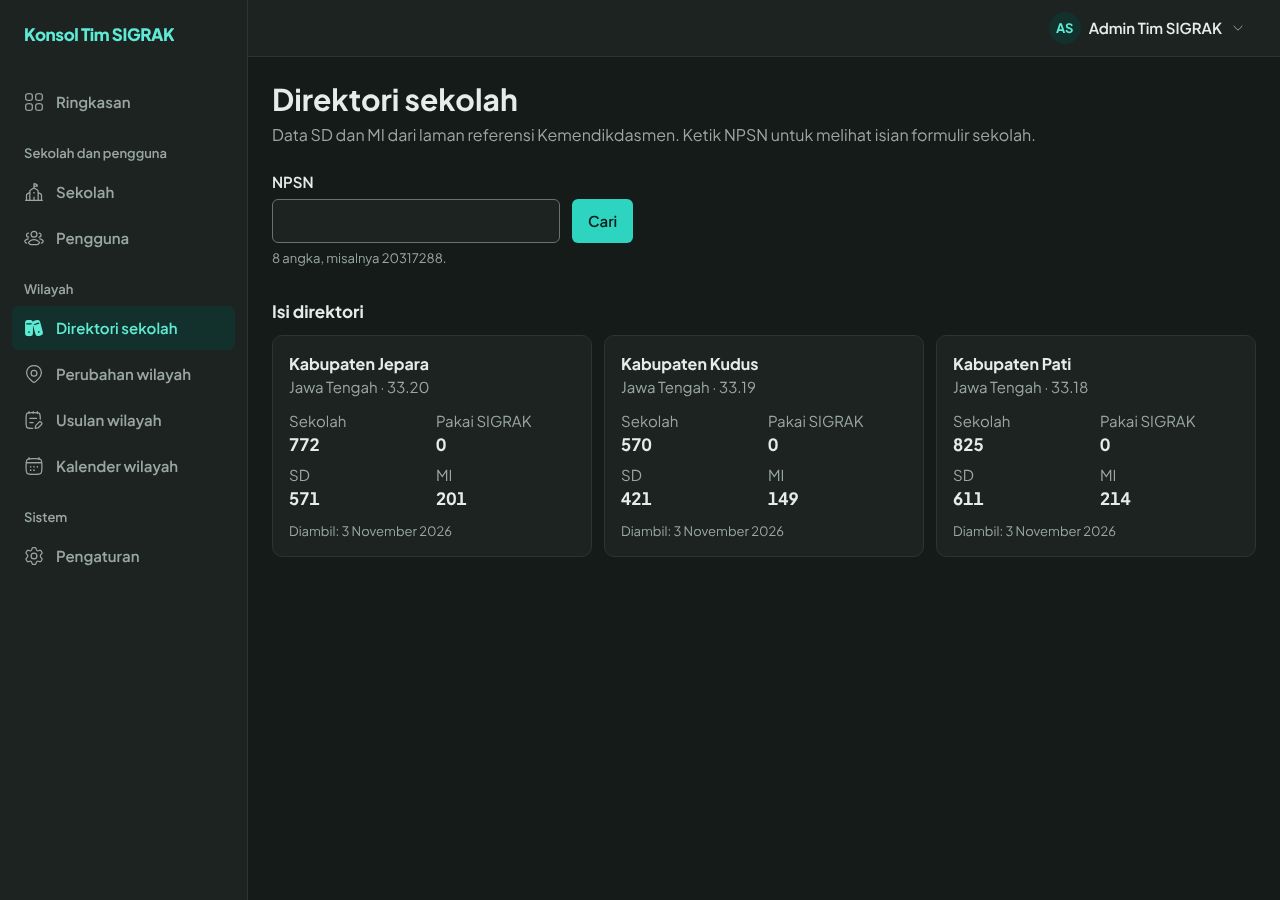 Konsol Tim SIGRAK
AS Admin Tim SIGRAK
Ringkasan
Sekolah dan pengguna
Sekolah
Pengguna
Wilayah
Direktori sekolah
Perubahan wilayah
Usulan wilayah
Kalender wilayah
Sistem
Pengaturan
Direktori sekolah
Data SD dan MI dari laman referensi Kemendikdasmen. Ketik NPSN untuk melihat isian formulir sekolah.
NPSN
Cari
8 angka, misalnya 20317288.
Isi direktori
Kabupaten Jepara
Jawa Tengah · 33.20
Sekolah Pakai SIGRAK
772 0
SD MI
571 201
Diambil: 3 November 2026
Kabupaten Kudus
Jawa Tengah · 33.19
Sekolah Pakai SIGRAK
570 0
SD MI
421 149
Diambil: 3 November 2026
Kabupaten Pati
Jawa Tengah · 33.18
Sekolah Pakai SIGRAK
825 0
SD MI
611 214
Diambil: 3 November 2026